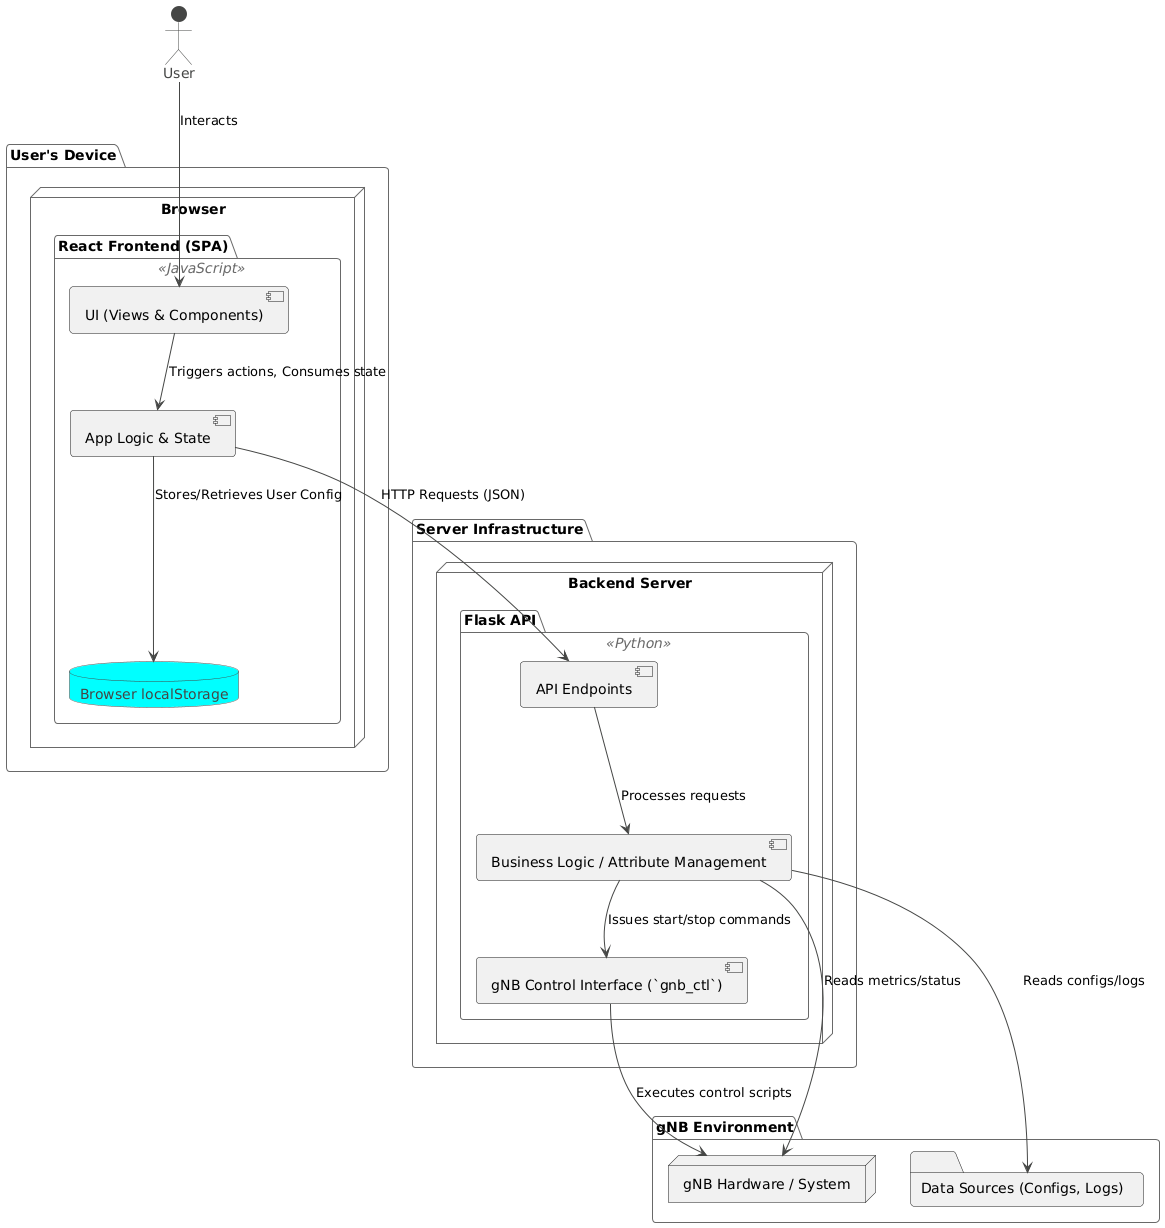 User
Interacts
User's Device
Browser
React Frontend (SPA)
«JavaScript»
UI (Views & Components)
Triggers actions, Consumes state
App Logic & State
Stores/Retrieves User Config
HTTP Requests (JSON)
Server Infrastructure
Backend Server
Flask API
«Python»
API Endpoints
Browser localStorage
Processes requests
Business Logic / Attribute Management
Issues start/stop commands
Reads metrics/status
Reads configs/logs
gNB Control Interface (`gnb_ctl`)
Executes control scripts
gNB Environment
gNB Hardware / System
Data Sources (Configs, Logs)